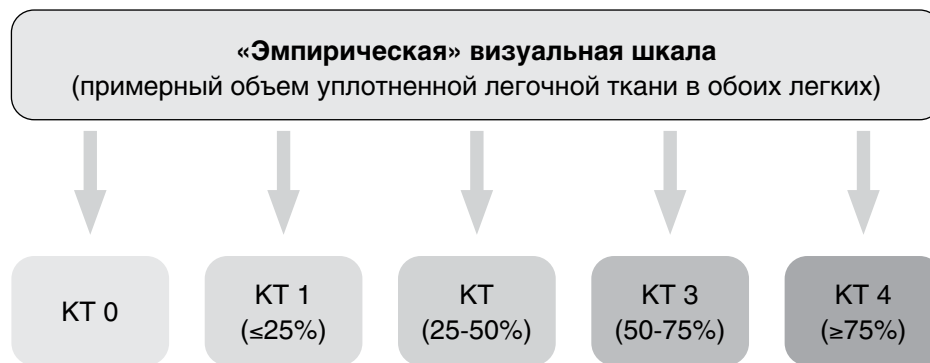 «Эмпирическая» визуальная шкала
(примерный объем уплотненной легочной ткани в обоих легких)
КТ 0
КТ 1
(≤25%)
КТ
(25-50%)
КТ 3
(50-75%)
КТ 4
(≥75%)